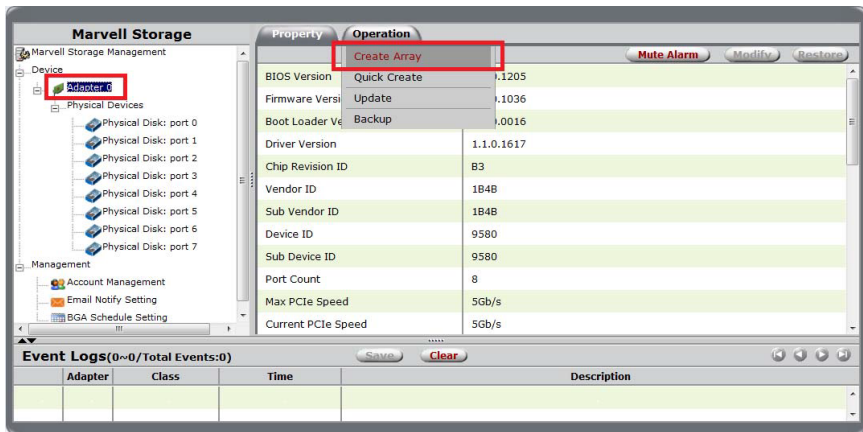 Marvell Storage
Marvell Storage Management
Device
Adapter 0
Physical Devices
Physical Disk: port 0
Physical Disk: port 1
Physical Disk: port 2
Physical Disk: port 3
Physical Disk: port 4
Physical Disk: port 5
Physical Disk: port 6
Physical Disk: port 7
Management
Account Management
Email Notify Setting
BGA Schedule Setting
Property Operation
Create Array
Quick Create
Update
Backup
Mute Alarm Modify Restore
BIOS Version .0.1205
Firmware Versi .0.1036
Boot Loader Ve .0.0016
Driver Version 1.1.0.1617
Chip Revision ID B3
Vendor ID 1B4B
Sub Vendor ID 1B4B
Device ID 9580
Sub Device ID 9580
Port Count 8
Max PCIe Speed 5Gb/s
Current PCIe Speed 5Gb/s
Event Logs(0~0/Total Events:0) Save Clear
Adapter Class Time Description